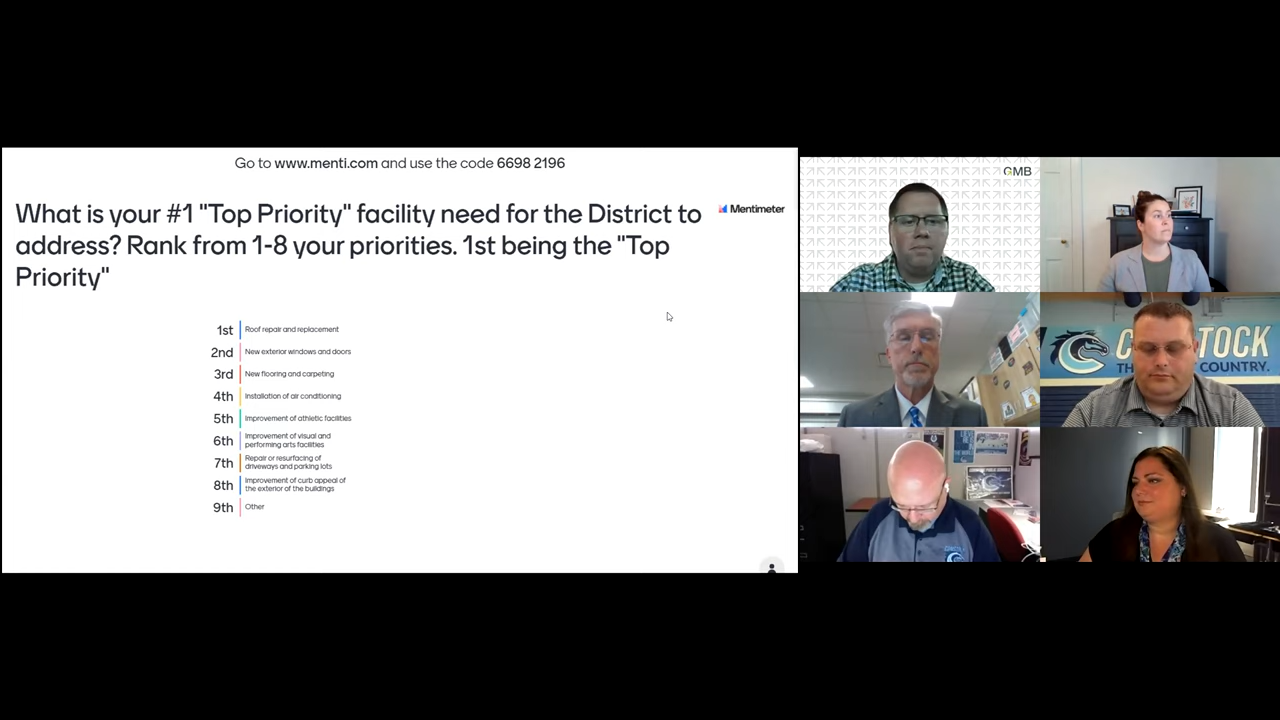 Go to www.menti.com and use the code 6698 2196
What is your #1 "Top Priority" facility need for the District to
address? Rank from 1-8 your priorities. 1st being the "Top
Priority"
Mentimeter
1st Roof repair and replacement
2nd New exterior windows and doors
3rd New flooring and carpeting
4th Installation of air conditioning
5th Improvement of athletic facilities
6th Improvement of visual and
performing arts facilities
7th Repair or resurfacing of
driveways and parking lots
8th Improvement of curb appeal of
the exterior of the buildings
9th Other
GMB
COUNTRY.